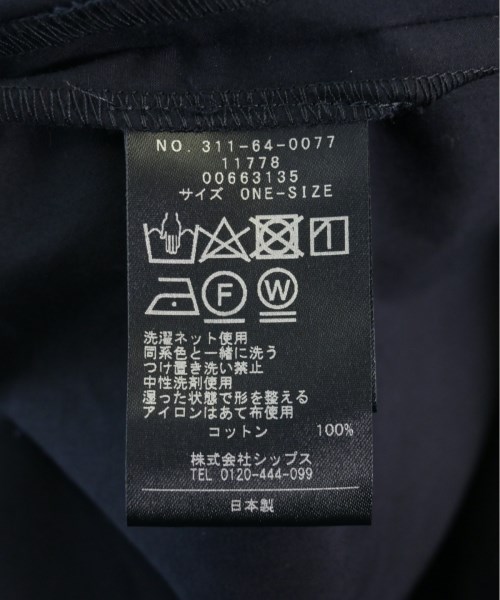 NO. 311-64-0077
11778
00663135
サイズ ONE-SIZE
F W
洗濯ネット使用
同系色と一緒に洗う
つけ置き洗い禁止
中性洗剤使用
湿った状態で形を整える
アイロンはあて布使用
コットン 100%
株式会社シップス
TEL 0120-444-099
日本製